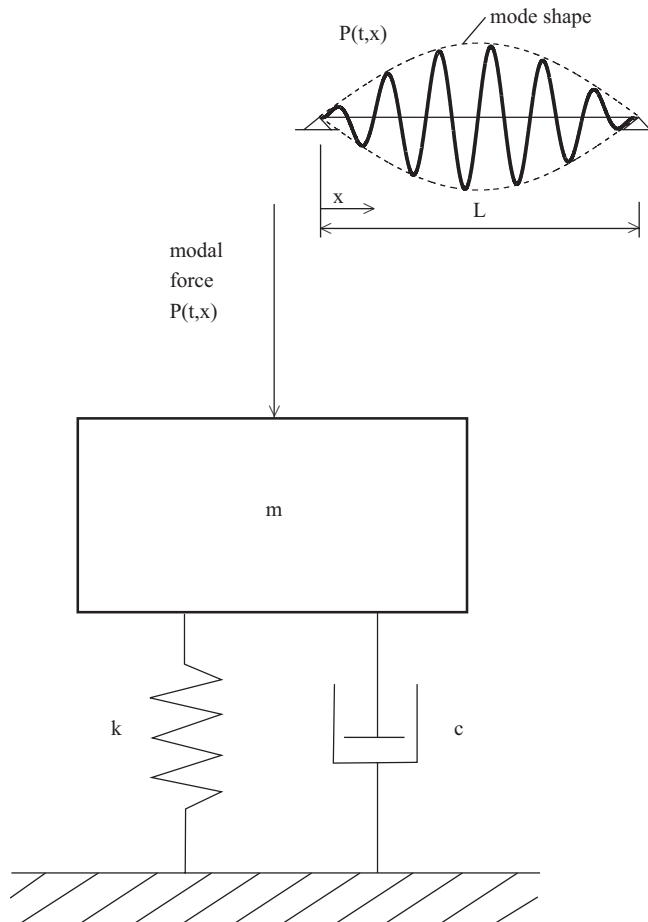 mode shape
P(t,x)
x
L
modal
force
P(t,x)
m
k
c